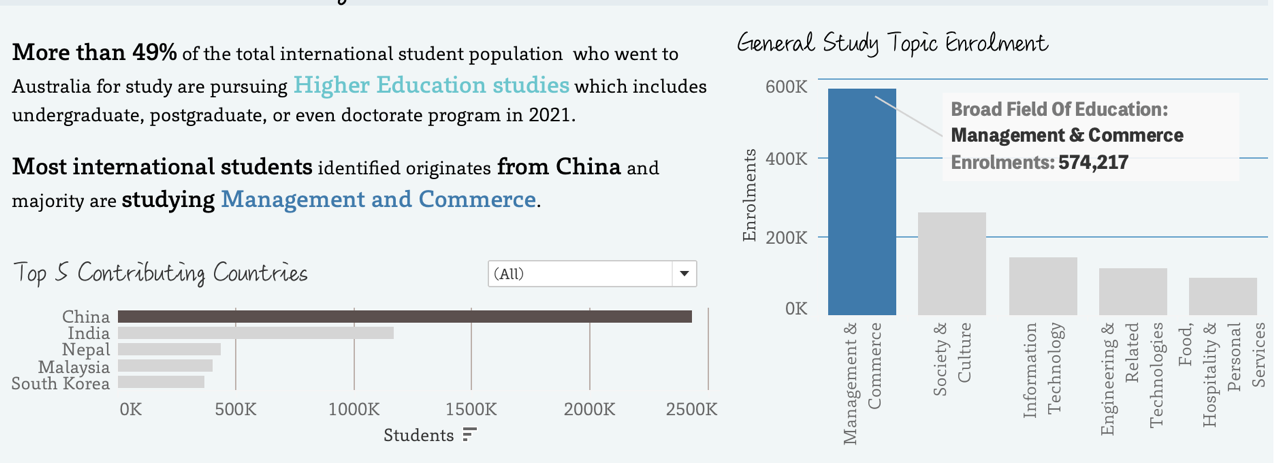 More than 49% of the total international student population who went to
Australia for study are pursuing Higher Education studies which includes
undergraduate, postgraduate, or even doctorate program in 2021.
Most international students identified originates from China and
majority are studying Management and Commerce.
Top 5 Contributing Countries
(All)
China
India
Nepal
Malaysia
South Korea
0K 500K 1000K 1500K 2000K 2500K
Students
General Study Topic Enrolment
600K
400K
200K
0K
Enrolments
Broad Field Of Education:
Management & Commerce
Enrolments: 574,217
Management &
Commerce
Society &
Culture
Information
Technology
Engineering &
Related
Technologies
Food,
Hospitality &
Personal
Services